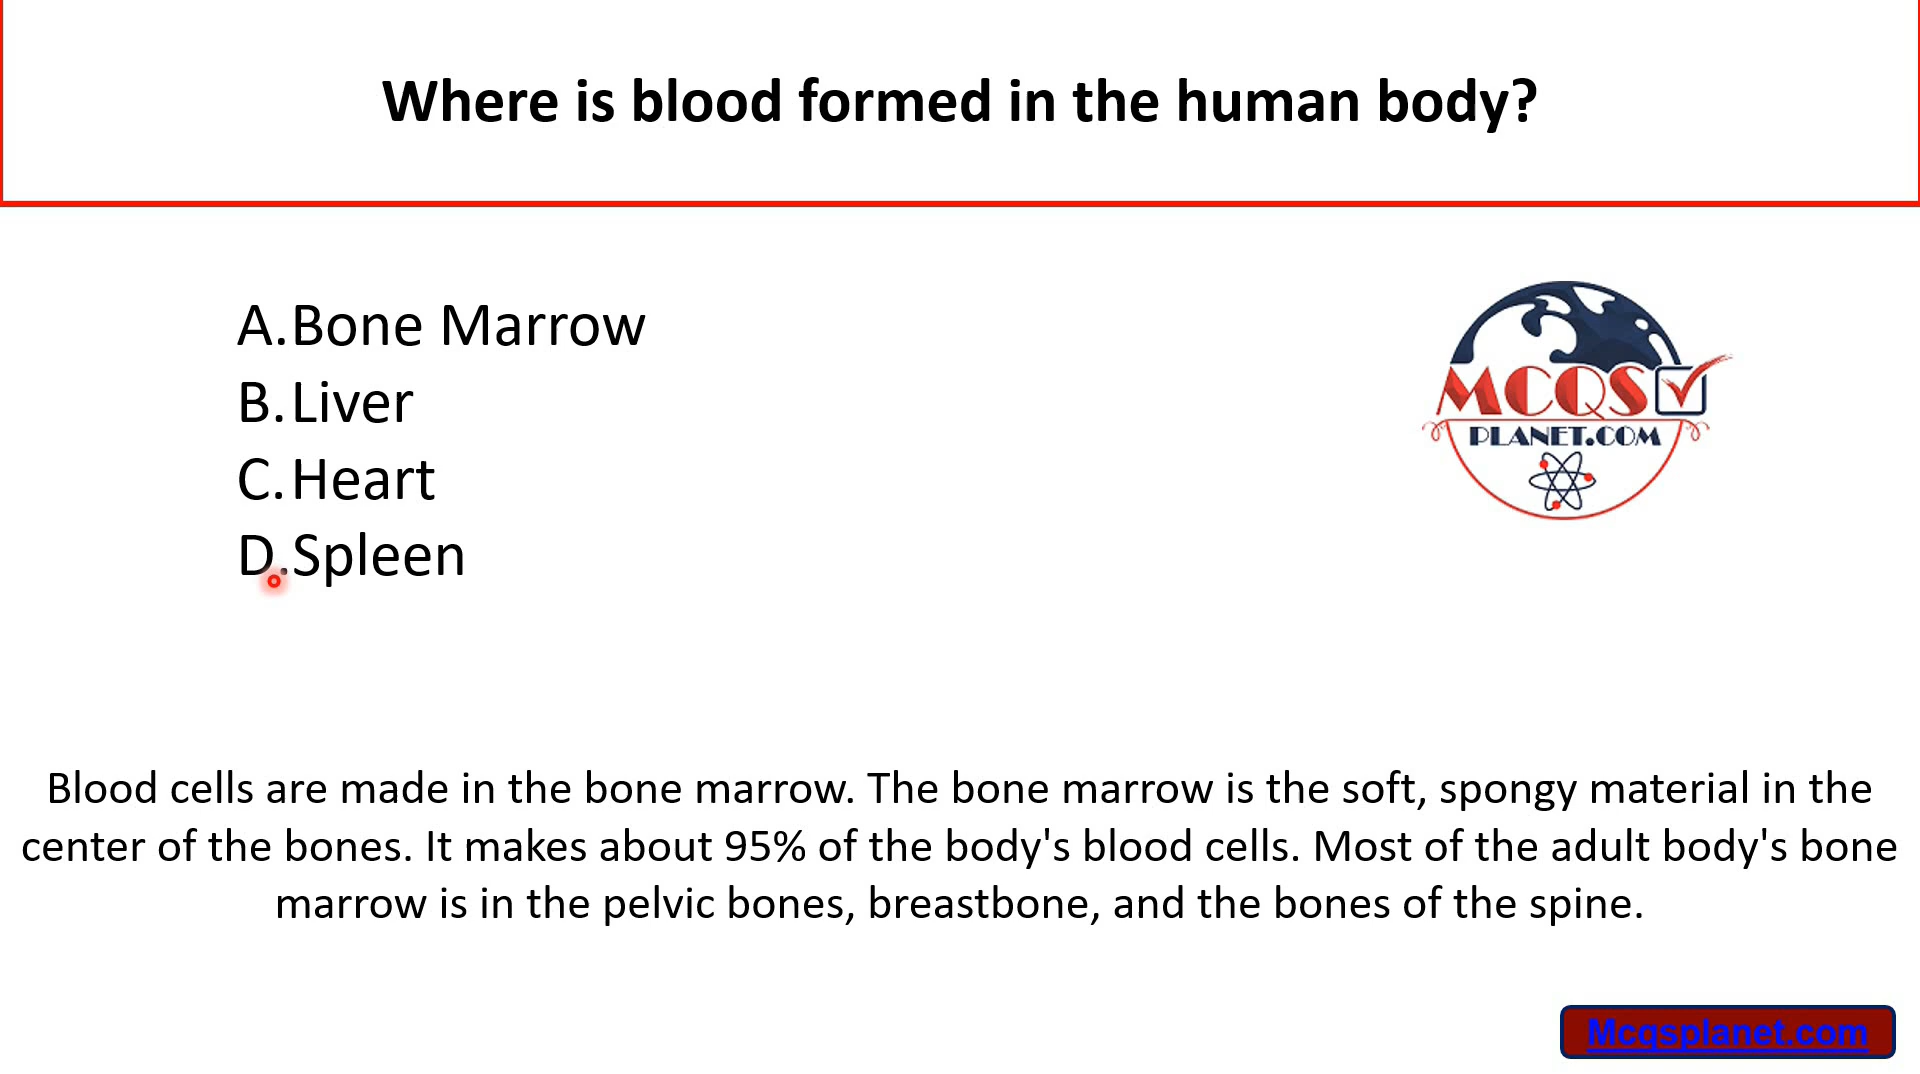 Where is blood formed in the human body?
A.Bone Marrow
B.Liver
C.Heart
D.Spleen
MCQS
PLANET.COM
Blood cells are made in the bone marrow. The bone marrow is the soft, spongy material in the
center of the bones. It makes about 95% of the body's blood cells. Most of the adult body's bone
marrow is in the pelvic bones, breastbone, and the bones of the spine.
Mcqsplanet.com